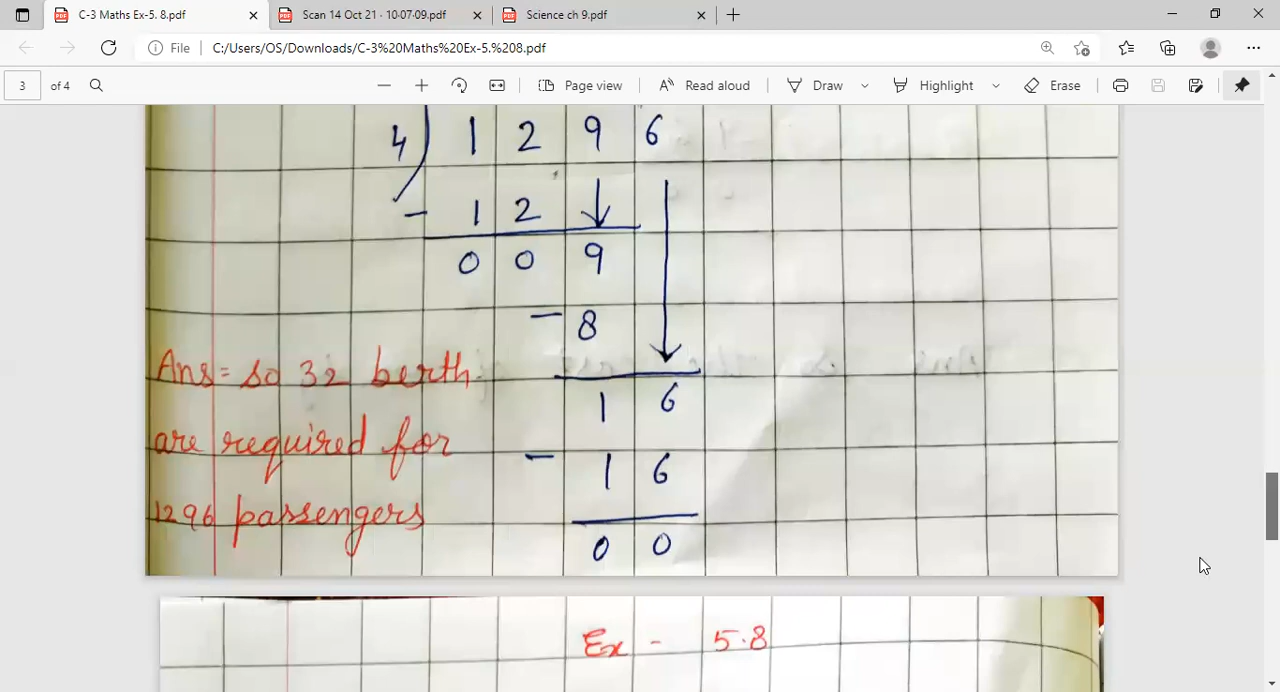 C-3 Maths Ex-5. 8.pdf
Scan 14 Oct 21 - 10-07-09.pdf
Science ch 9.pdf
File
C:/Users/OS/Downloads/C-3%20Maths%20Ex-5.%208.pdf
3
of 4
Page view
Read aloud
Draw
Highlight
Erase
4) 1 2 9 6
- 1 2
0 0 9
- 8
1 6
- 1 6
0 0
Ans = so 32 berth
are required for
1296 passengers
Ex - 5.8